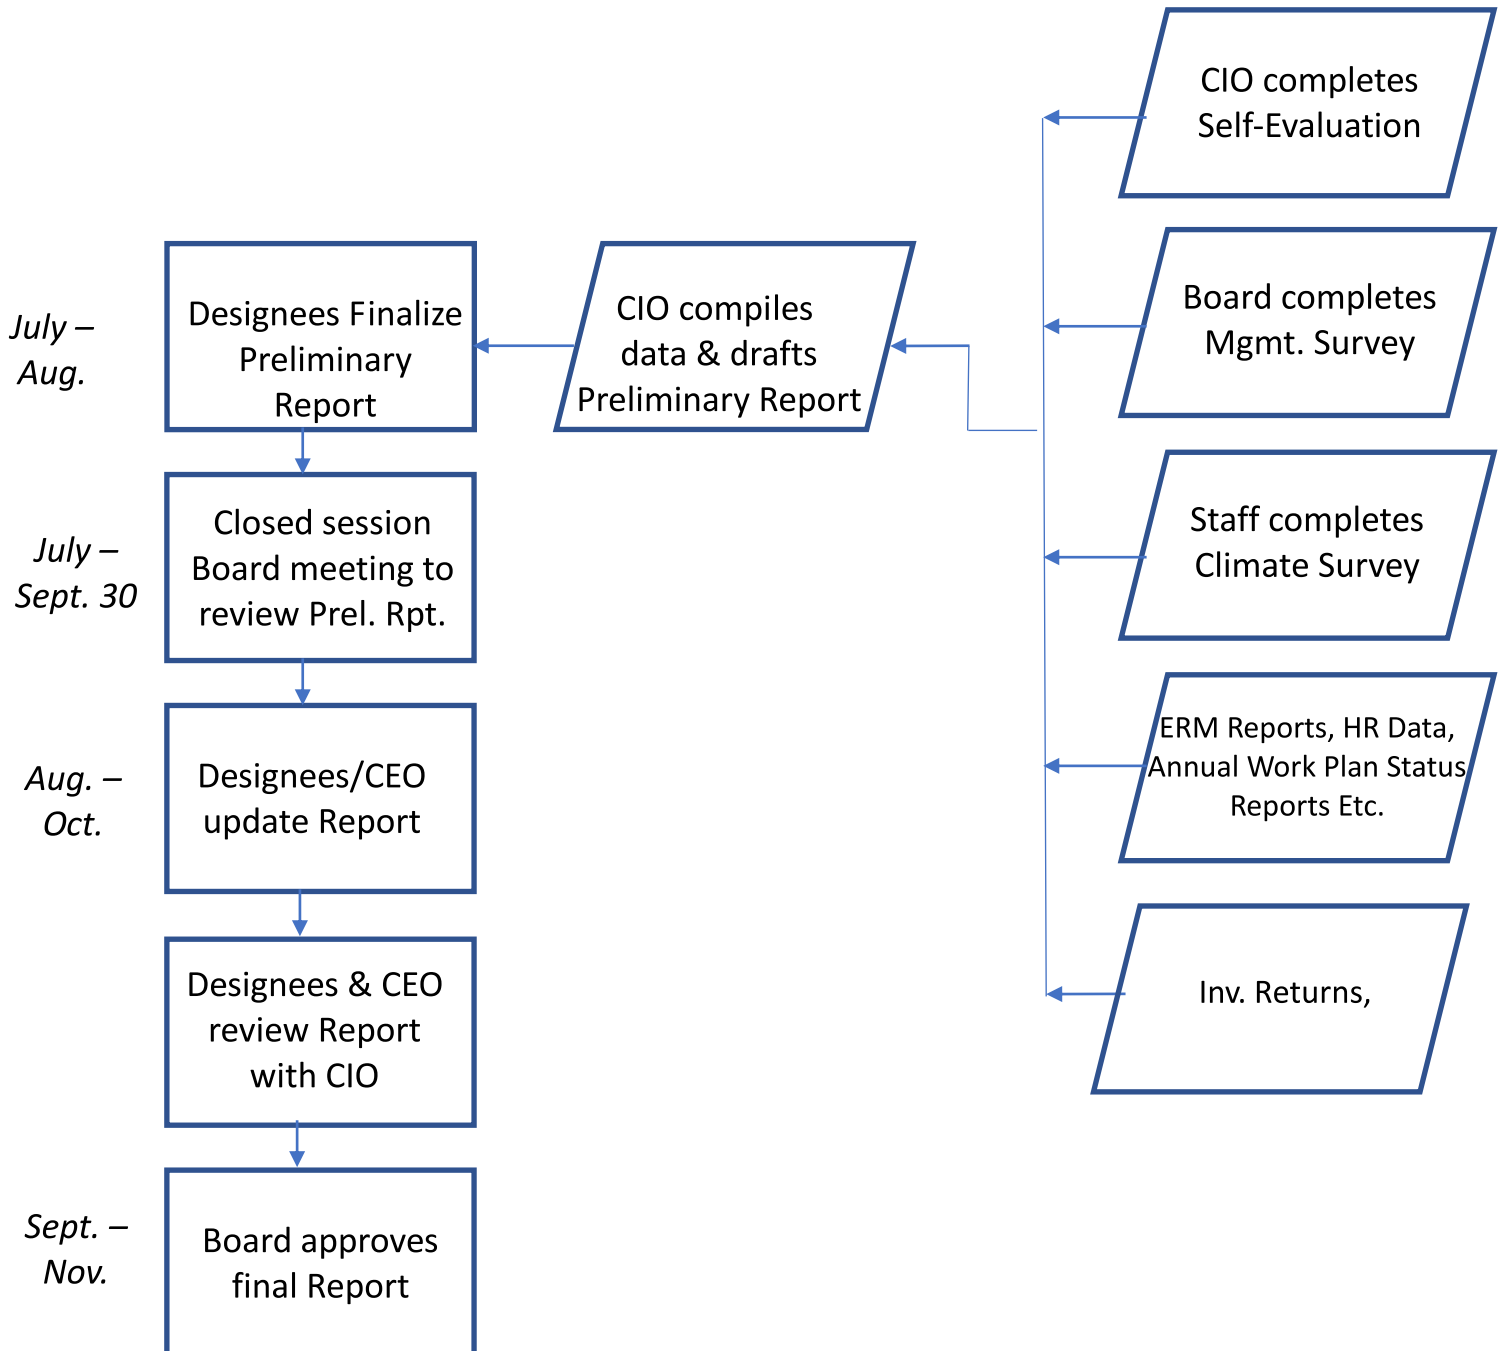 CIO completes
Self-Evaluation
Board completes
Mgmt. Survey
Staff completes
Climate Survey
ERM Reports, HR Data,
Annual Work Plan Status
Reports Etc.
Inv. Returns,
CIO compiles
data & drafts
Preliminary Report
July –
Aug.
Designees Finalize
Preliminary
Report
July –
Sept. 30
Closed session
Board meeting to
review Prel. Rpt.
Aug. –
Oct.
Designees/CEO
update Report
Designees & CEO
review Report
with CIO
Sept. –
Nov.
Board approves
final Report